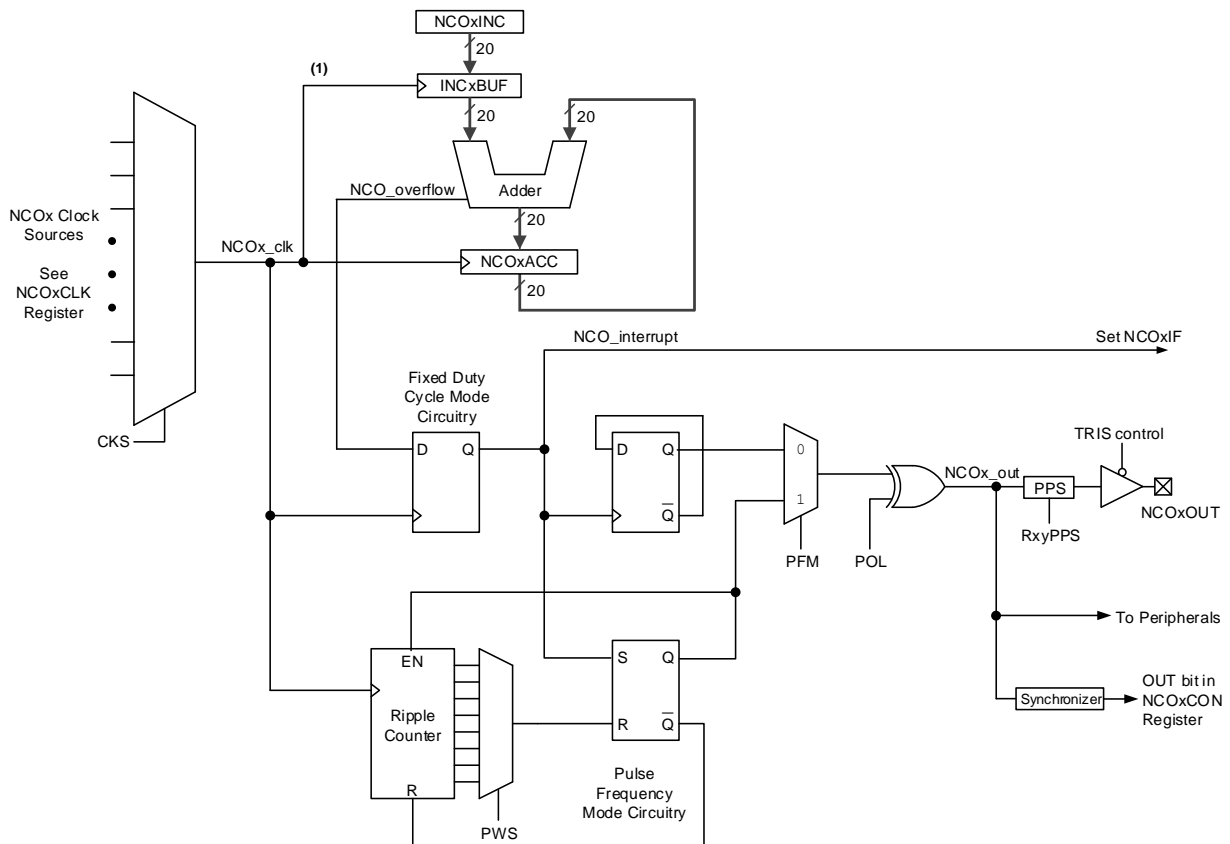 NCOxINC
20
(1)
INCxBUF
20
20
NCO_overflow
Adder
20
NCOx Clock
Sources
See
NCOxCLK
Register
NCOx_clk
NCOxACC
20
NCO_interrupt
Set NCOxIF
Fixed Duty
Cycle Mode
Circuitry
CKS
D
Q
D
Q
Q
0
1
PFM
POL
NCOx_out
TRIS control
PPS
RxyPPS
NCOxOUT
To Peripherals
EN
Ripple
Counter
R
PWS
S
Q
R
Q
Synchronizer
OUT bit in
NCOxCON
Register
Pulse
Frequency
Mode Circuitry